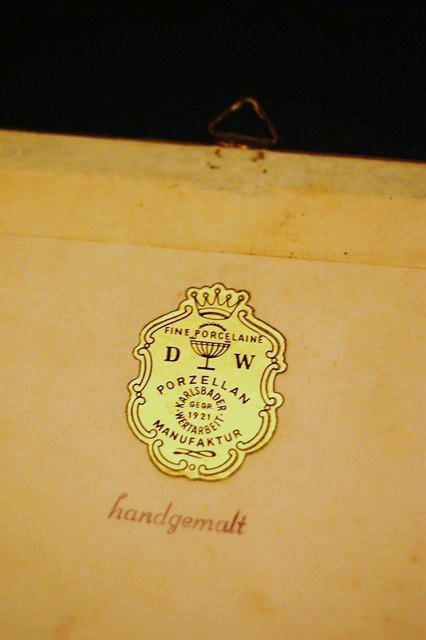 FINE PORCELAINE
D W
PORZELLAN
KARLSBADER
GEGR.
1921
WERTARBEIT
MANUFAKTUR
handgemalt